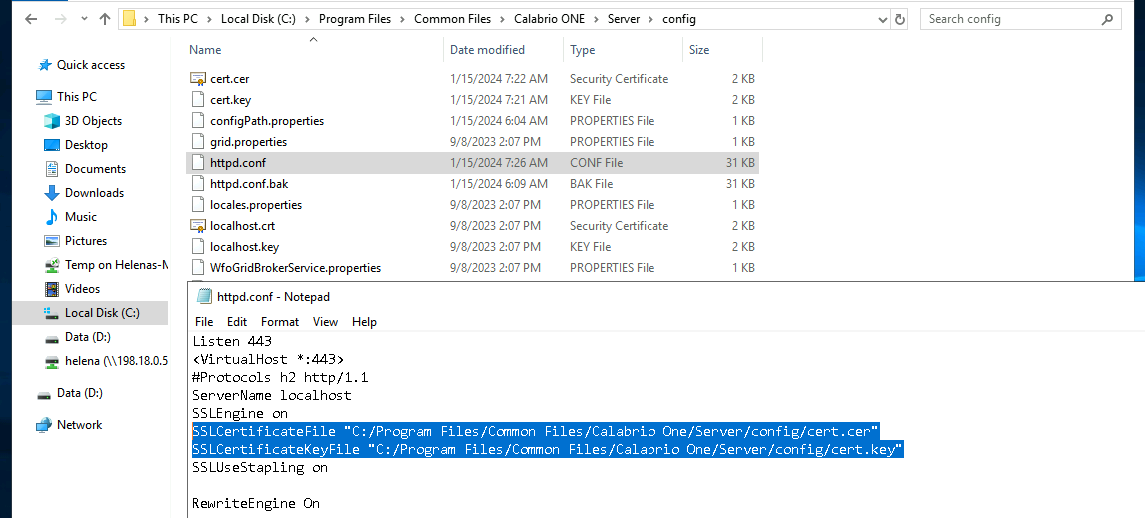 This PC > Local Disk (C:) > Program Files > Common Files > Calabrio ONE > Server > config
Search config
Name Date modified Type Size
Quick access
This PC
3D Objects
Desktop
Documents
Downloads
Music
Pictures
Temp on Helenas-M
Videos
Local Disk (C:)
Data (D:)
helena (\\198.18.0.5
Data (D:)
Network
cert.cer 1/15/2024 7:22 AM Security Certificate 2 KB
cert.key 1/15/2024 7:21 AM KEY File 2 KB
configPath.properties 1/15/2024 6:04 AM PROPERTIES File 1 KB
grid.properties 9/8/2023 2:07 PM PROPERTIES File 1 KB
httpd.conf 1/15/2024 7:26 AM CONF File 31 KB
httpd.conf.bak 1/15/2024 6:09 AM BAK File 31 KB
locales.properties 9/8/2023 2:07 PM PROPERTIES File 1 KB
localhost.crt 9/8/2023 2:07 PM Security Certificate 2 KB
localhost.key 9/8/2023 2:07 PM KEY File 2 KB
WfoGridBrokerService.properties 9/8/2023 2:07 PM PROPERTIES File 1 KB
httpd.conf - Notepad
File Edit Format View Help
Listen 443
<VirtualHost *:443>
#Protocols h2 http/1.1
ServerName localhost
SSLEngine on
SSLCertificateFile "C:/Program Files/Common Files/Calabrio One/Server/config/cert.cer"
SSLCertificateKeyFile "C:/Program Files/Common Files/Calabrio One/Server/config/cert.key"
SSLUseStapling on
RewriteEngine On